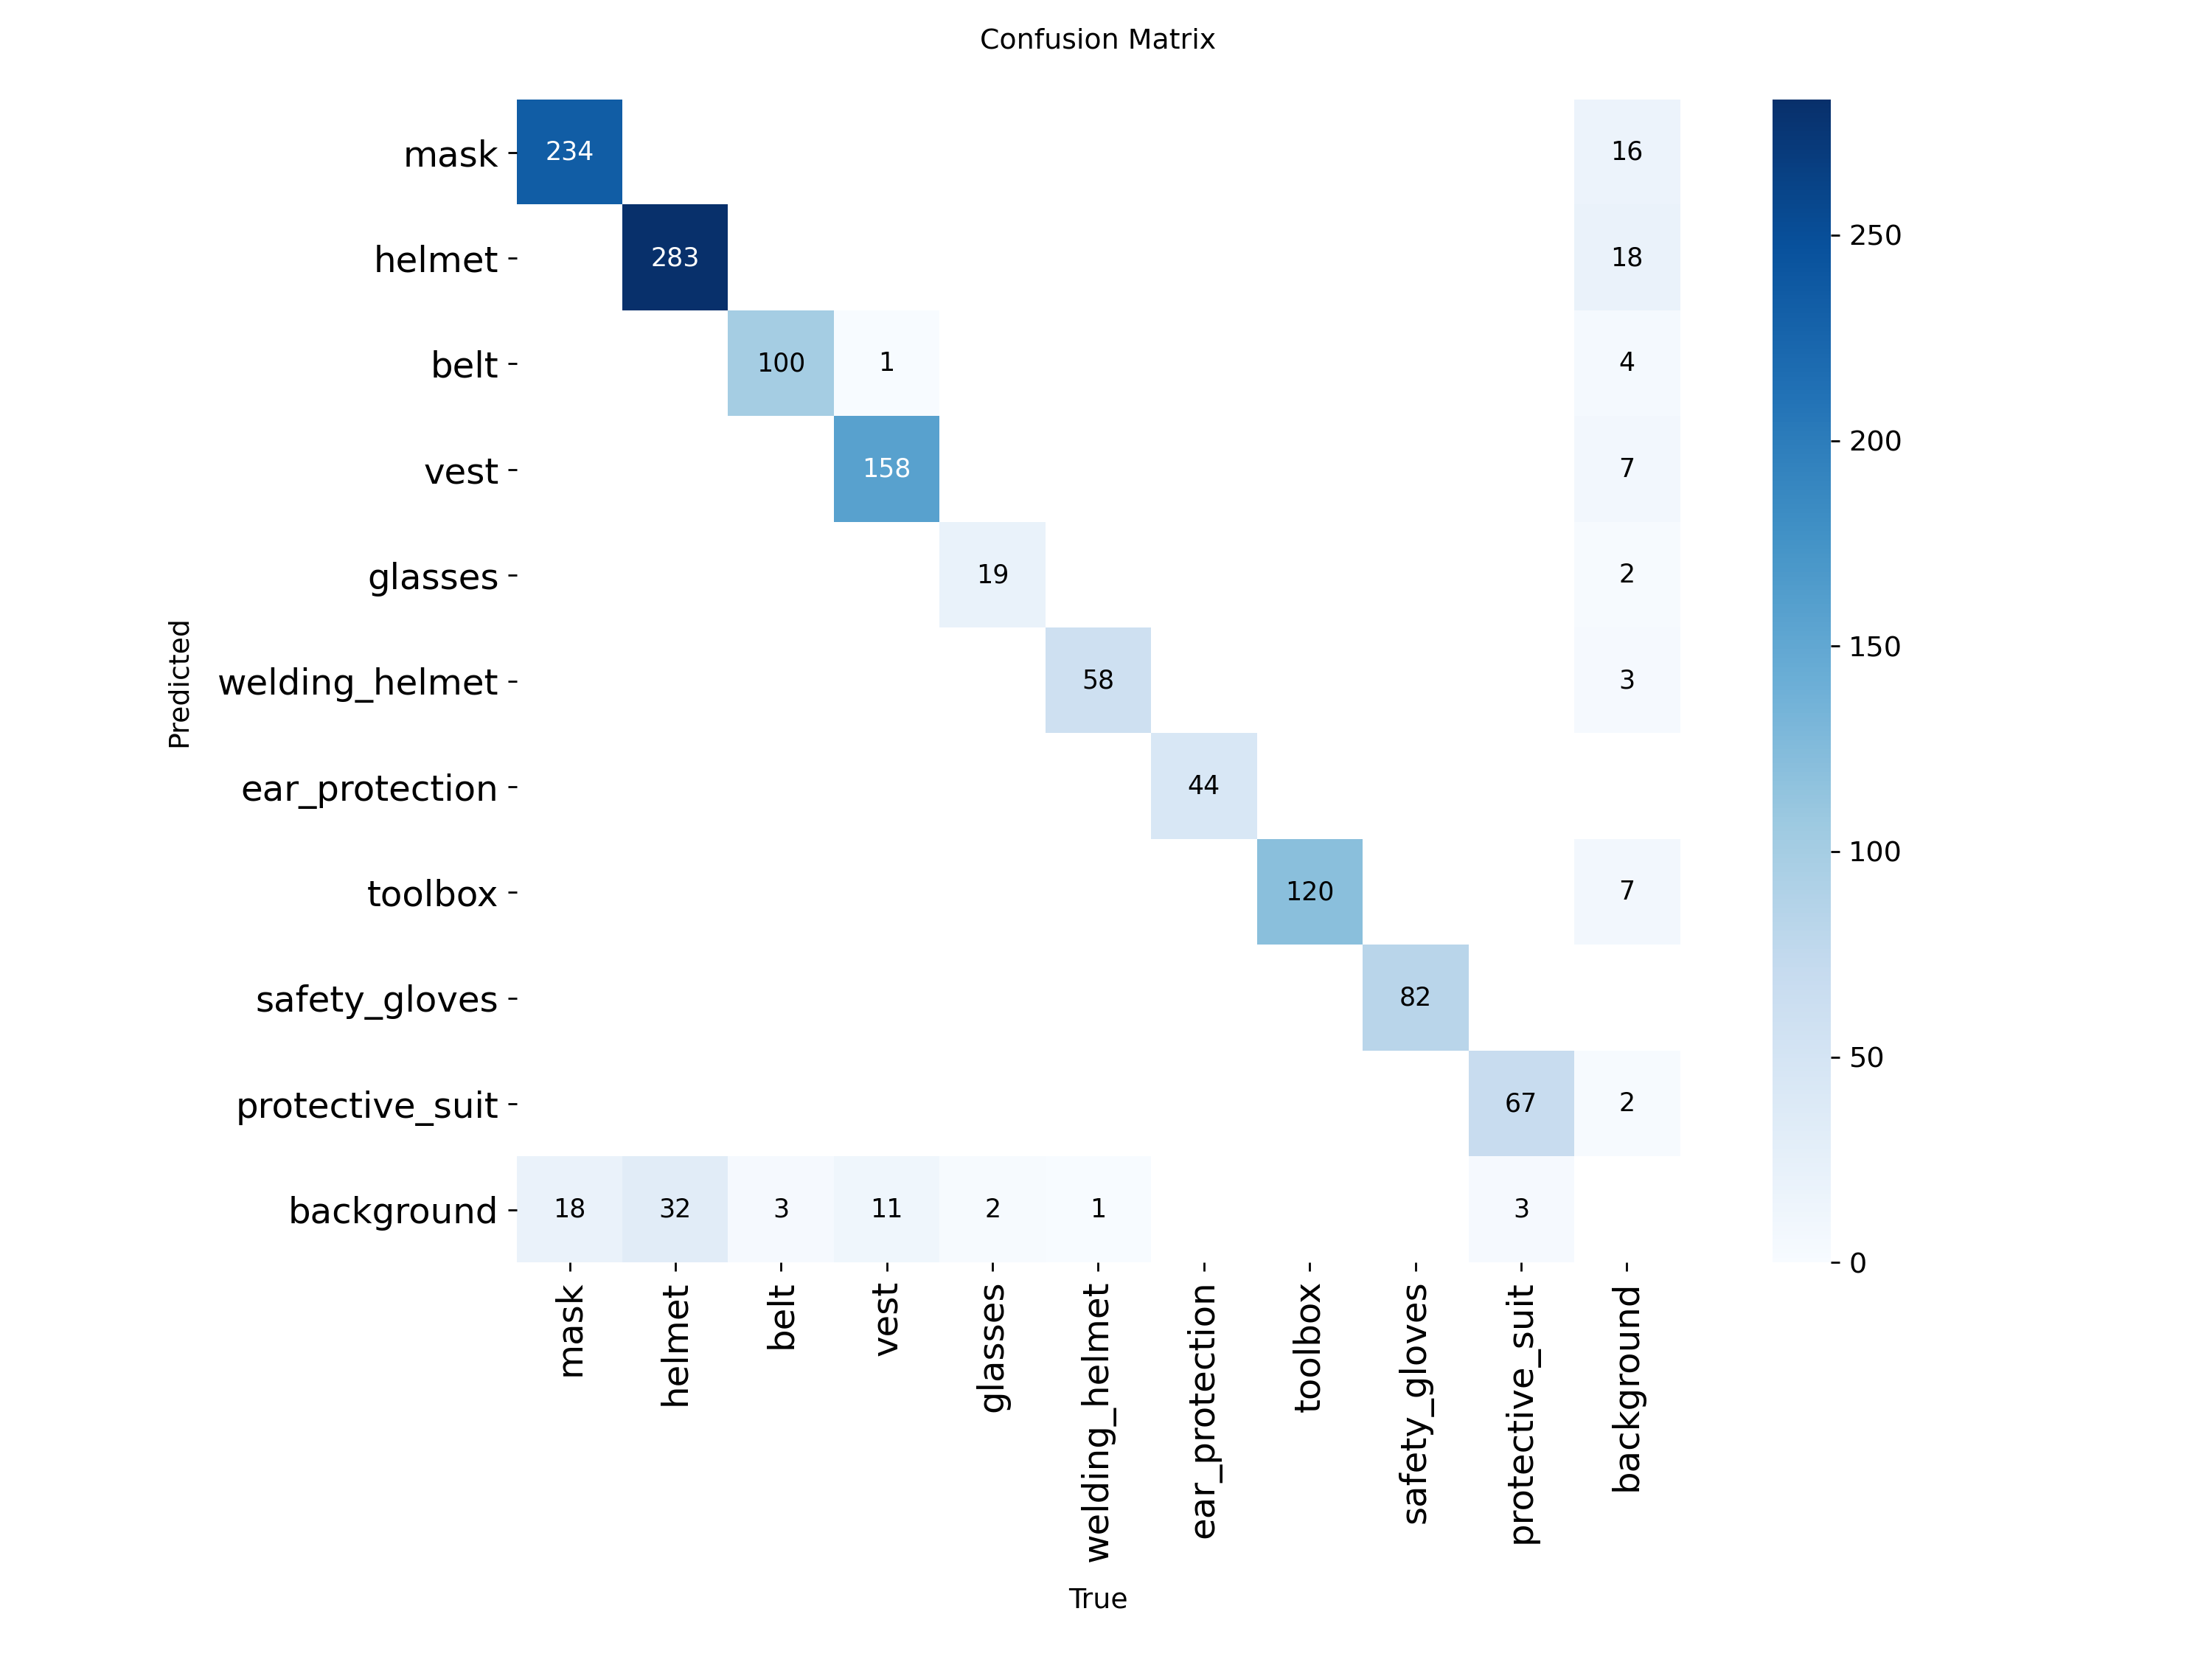 Confusion Matrix
mask 234 16
helmet 283 18 250
belt 100 1 4
200
vest 158 7
glasses 19 2
150
Predicted
welding_helmet 58 3
ear_protection 44
100
toolbox 120 7
safety_gloves 82
50
protective_suit 67 2
background 18 32 3 11 2 1 3
0
mask helmet belt vest glasses welding_helmet ear_protection toolbox safety_gloves protective_suit background
True